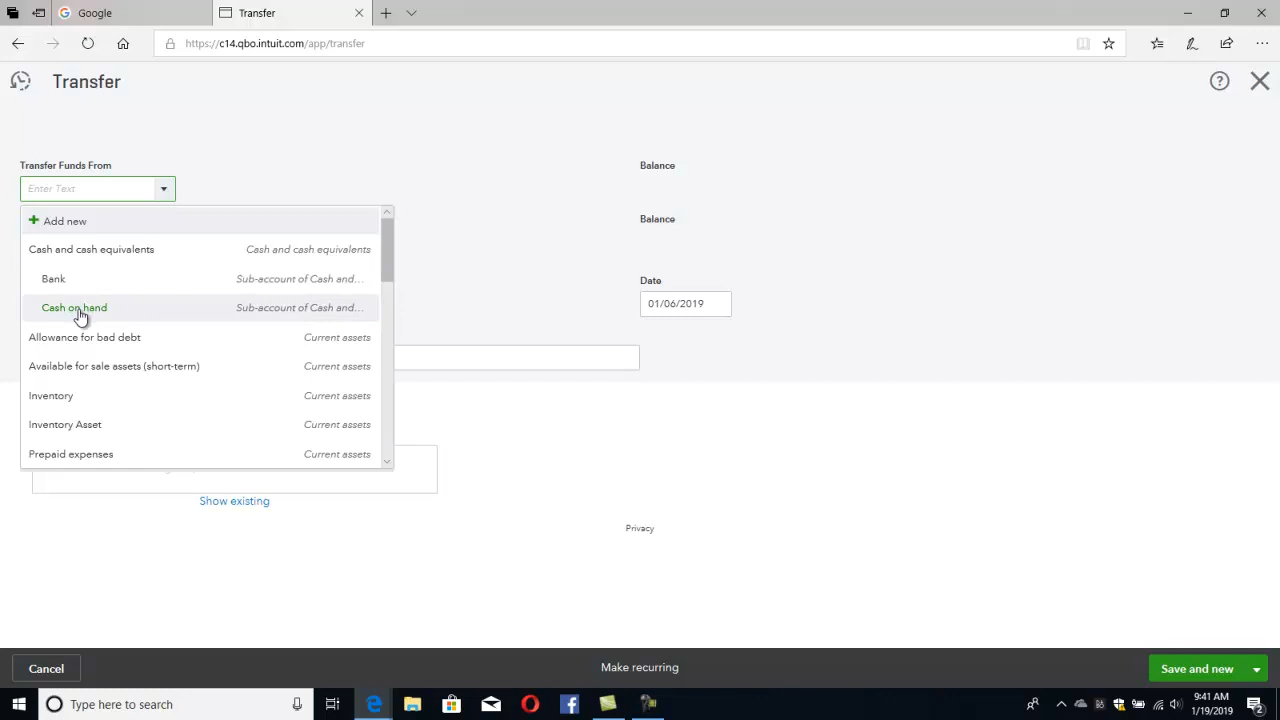 Google
Transfer
https://c14.qbo.intuit.com/app/transfer
Transfer
Transfer Funds From
Balance
Enter Text
Add new
Balance
Cash and cash equivalents Cash and cash equivalents
Bank Sub-account of Cash and...
Date
Cash on hand Sub-account of Cash and...
01/06/2019
Allowance for bad debt Current assets
Available for sale assets (short-term) Current assets
Inventory Current assets
Inventory Asset Current assets
Prepaid expenses Current assets
Show existing
Privacy
Cancel
Make recurring
Save and new
Type here to search
9:41 AM
1/19/2019
2